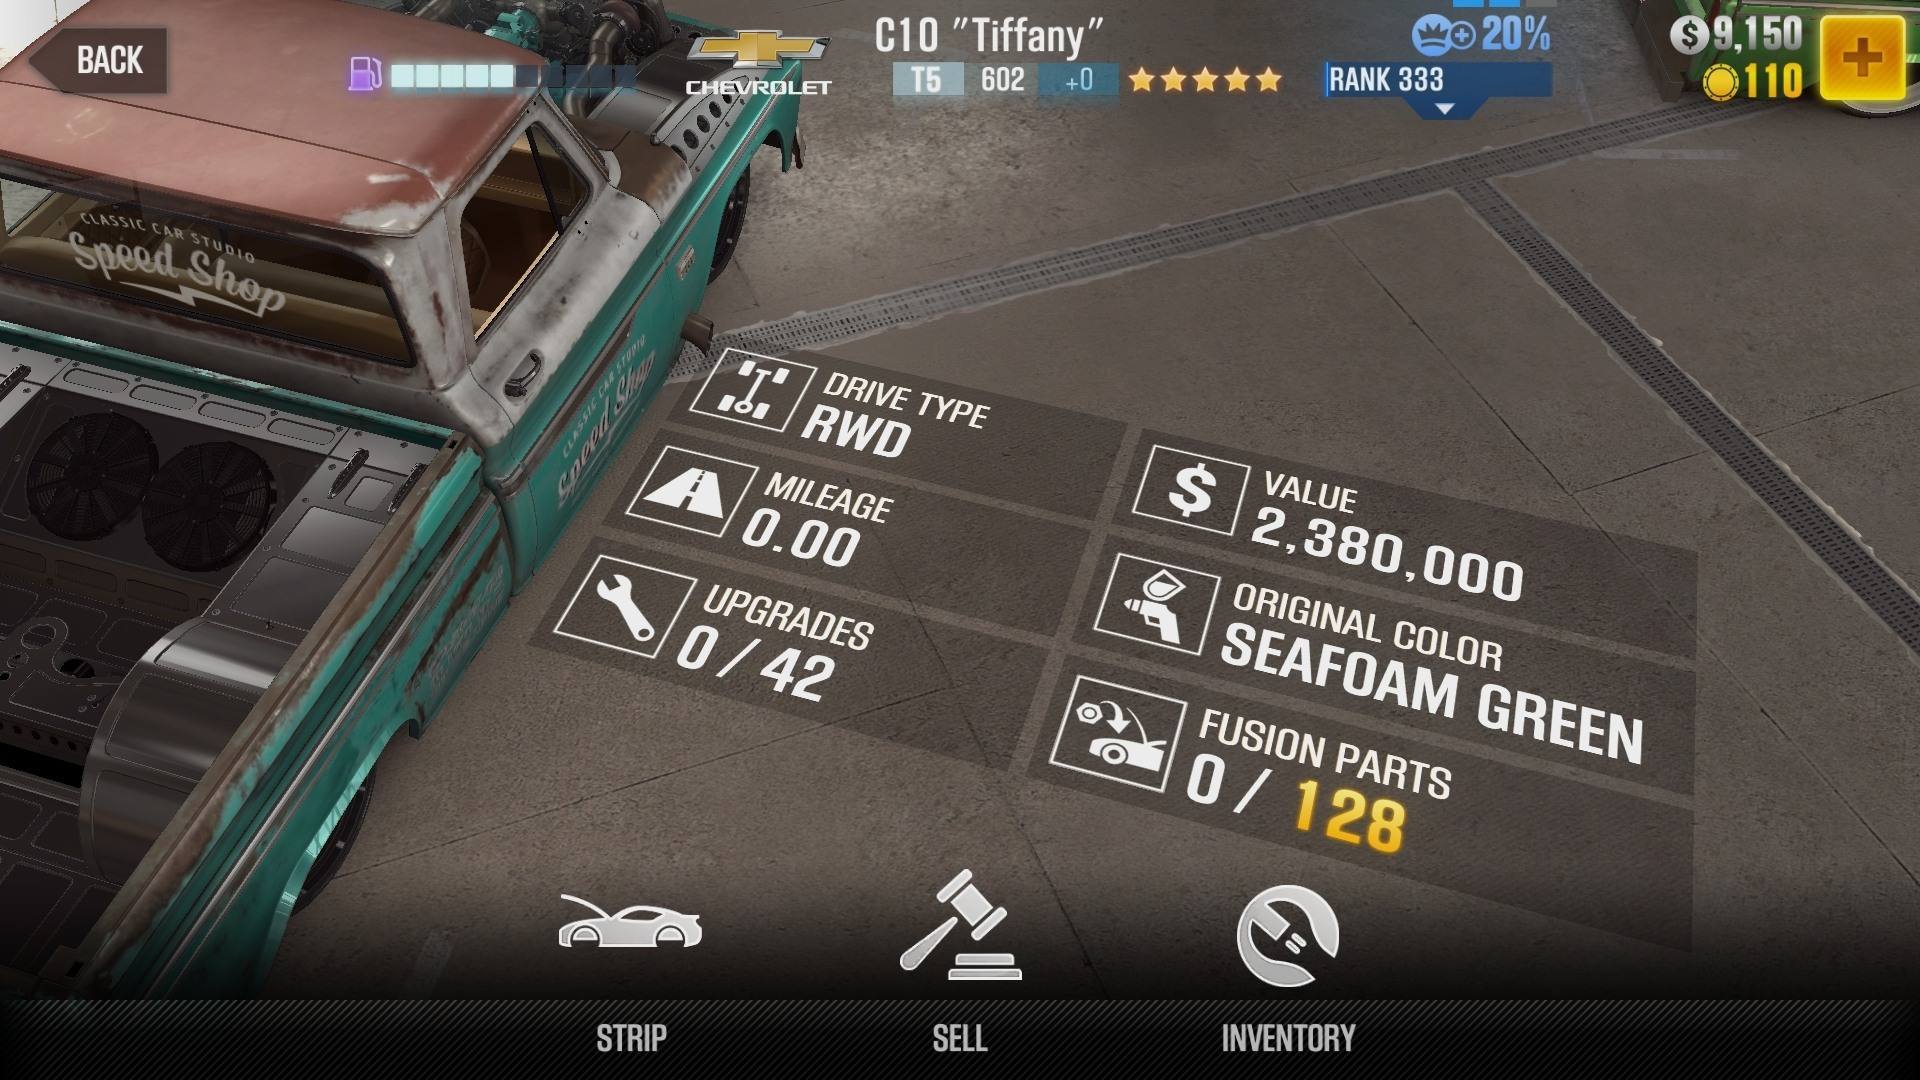 BACK
CHEVROLET
C10 "Tiffany"
T5 602 +0
20%
RANK 333
$9,150
110
CLASSIC CAR STUDIO
Speed Shop
CLASSIC CAR STUDIO
Speed Shop
DRIVE TYPE
RWD
MILEAGE
0.00
UPGRADES
0/42
$ VALUE
2,380,000
ORIGINAL COLOR
SEAFOAM GREEN
FUSION PARTS
0/ 128
STRIP
SELL
INVENTORY